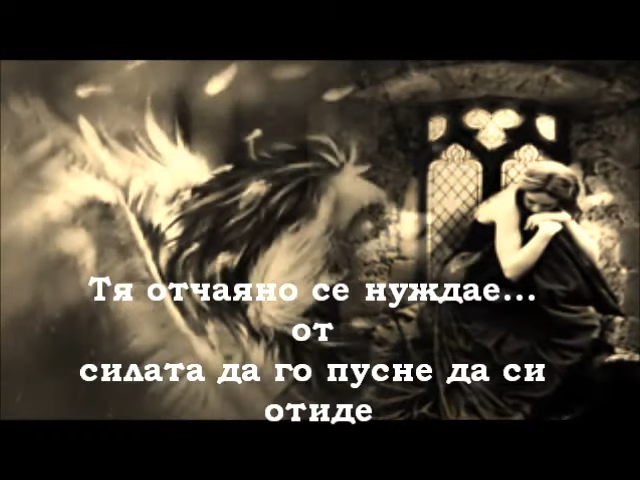 Тя отчаяно се нуждае...
от
силата да го пусне да си
отиде